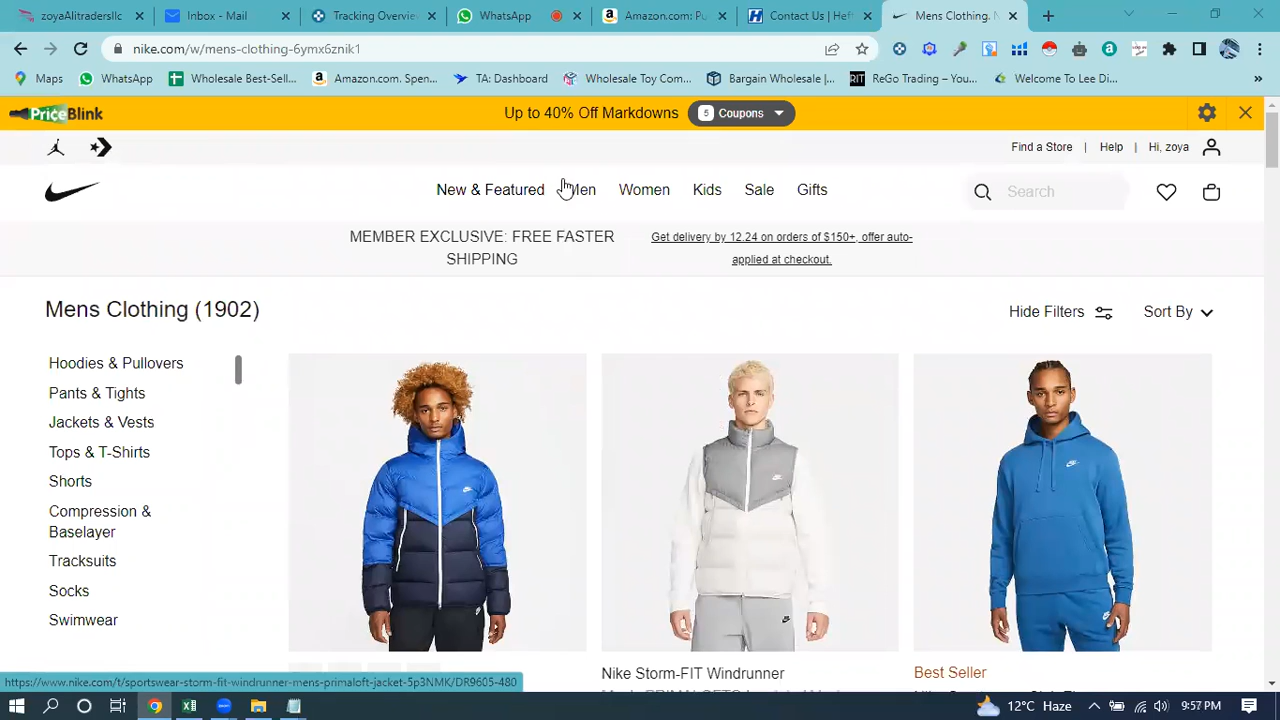 zoyaAlitradersllc
Inbox - Mail
Tracking Overvie
WhatsApp
Amazon.com: Pu
Contact Us | Heft
Mens Clothing. N
nike.com/w/mens-clothing-6ymx6znik1
Maps
WhatsApp
Wholesale Best-Sell...
Amazon.com. Spen...
TA: Dashboard
Wholesale Toy Com...
Bargain Wholesale |...
RIT
ReGo Trading – You...
Welcome To Lee Di...
PriceBlink
Up to 40% Off Markdowns
5 Coupons
Find a Store | Help | Hi, zoya
New & Featured
Men
Women
Kids
Sale
Gifts
Search
MEMBER EXCLUSIVE: FREE FASTER
SHIPPING
Get delivery by 12.24 on orders of $150+, offer auto-
applied at checkout.
Mens Clothing (1902)
Hide Filters
Sort By
Hoodies & Pullovers
Pants & Tights
Jackets & Vests
Tops & T-Shirts
Shorts
Compression &
Baselayer
Tracksuits
Socks
Swimwear
Nike Storm-FIT Windrunner
Best Seller
https://www.nike.com/t/sportswear-storm-fit-windrunner-mens-primaloft-jacket-5p3NMK/DR9605-480
12°C Haze
9:57 PM